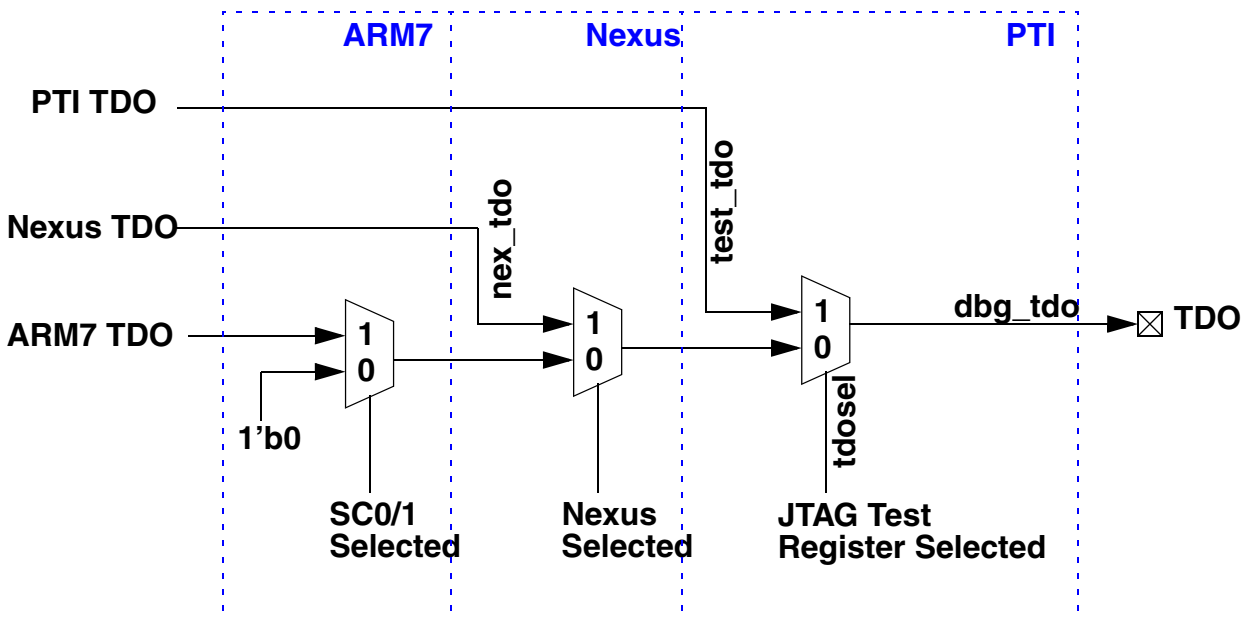 ARM7
Nexus
PTI
PTI TDO
test_tdo
nex_tdo
Nexus TDO
dbg_tdo
TDO
1
0
1
0
ARM7 TDO
1
0
1’b0
tdosel
SC0/1
Selected
Nexus
Selected
JTAG Test
Register Selected